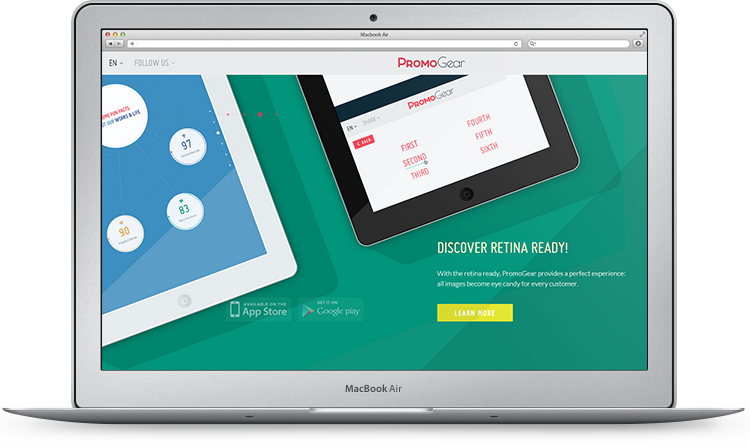 Macbook Air
EN
FOLLOW US
PROMOGear
SOME FUN FACTS
OUT OUR WORKS & LIFE
97
83
90
PROMOGear
EN
SHARE
< BACK
FIRST
SECOND
THIRD
FOURTH
FIFTH
SIXTH
DISCOVER RETINA READY!
With the retina ready, PromoGear provides a perfect experience:
all images become eye candy for every customer.
LEARN MORE
AVAILABLE ON THE
App Store
GET IT ON
Google play
MacBook Air